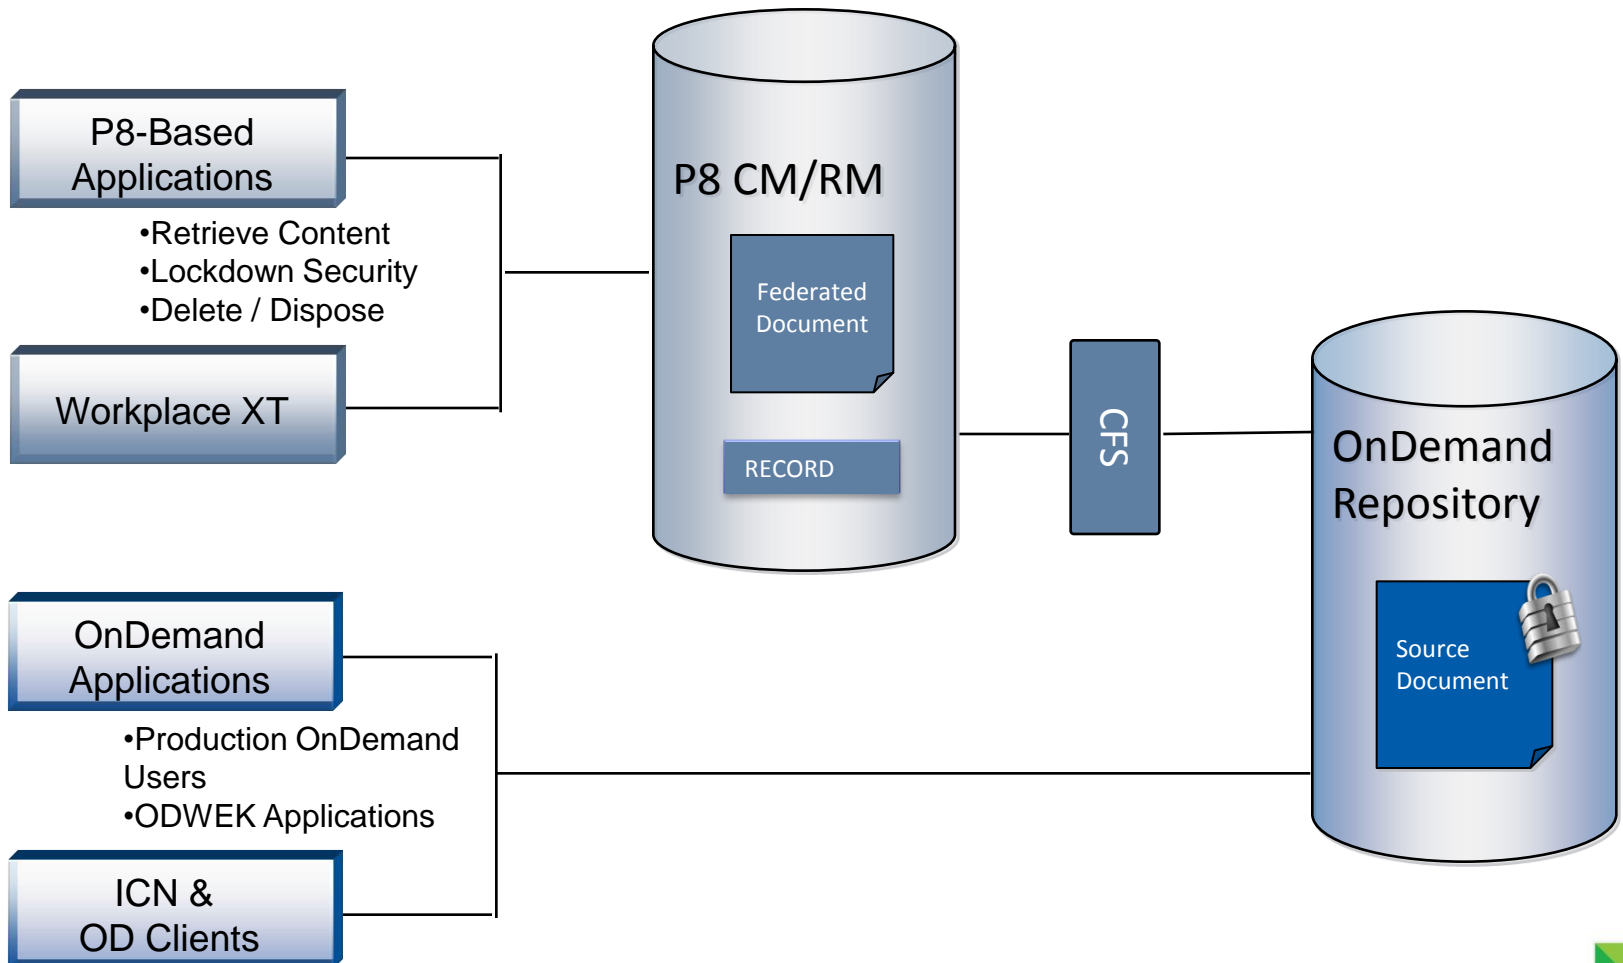 P8-Based
Applications
•Retrieve Content
•Lockdown Security
•Delete / Dispose
Workplace XT
P8 CM/RM
Federated
Document
RECORD
CFS
OnDemand
Repository
Source
Document
OnDemand
Applications
•Production OnDemand
Users
•ODWEK Applications
ICN &
OD Clients